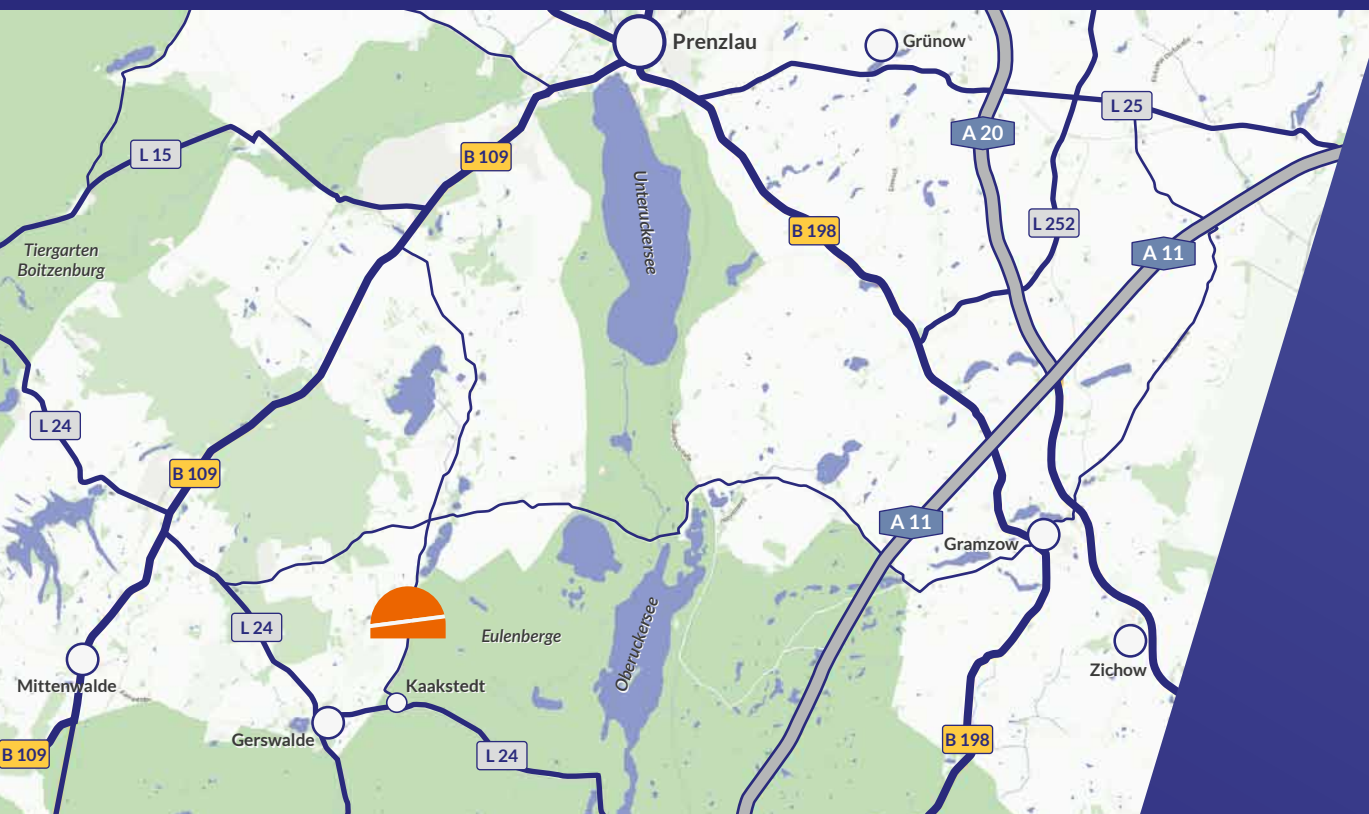 Prenzlau
Grünow
L 25
A 20
L 15
B 109
Unteruckersee
L 252
B 198
A 11
Tiergarten
Boitzenburg
L 24
B 109
A 11
Gramzow
L 24
Eulenberge
Oberuckersee
Zichow
Mittenwalde
Kaakstedt
Gerswalde
B 109
L 24
B 198